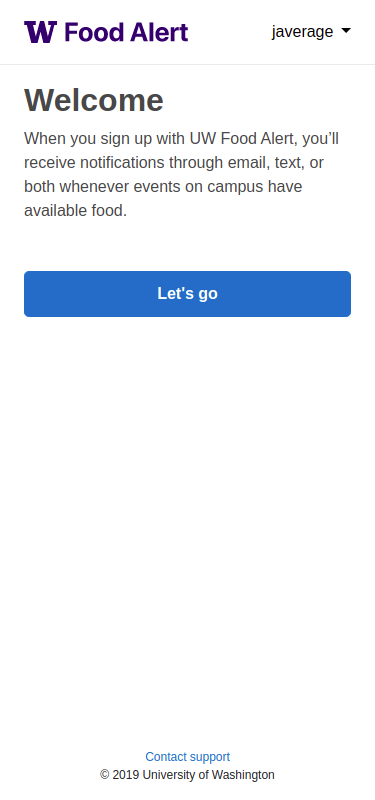 W Food Alert
javerage
Welcome
When you sign up with UW Food Alert, you’ll
receive notifications through email, text, or
both whenever events on campus have
available food.
Let's go
Contact support
© 2019 University of Washington